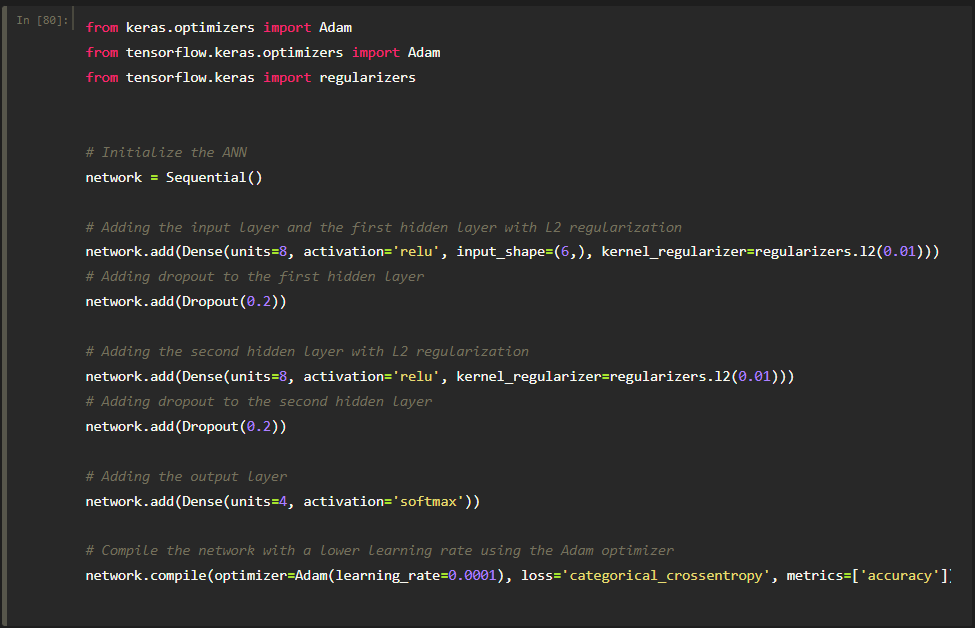 In [80]:
from keras.optimizers import Adam
from tensorflow.keras.optimizers import Adam
from tensorflow.keras import regularizers
# Initialize the ANN
network = Sequential()
# Adding the input layer and the first hidden layer with L2 regularization
network.add(Dense(units=8, activation='relu', input_shape=(6,), kernel_regularizer=regularizers.l2(0.01)))
# Adding dropout to the first hidden layer
network.add(Dropout(0.2))
# Adding the second hidden layer with L2 regularization
network.add(Dense(units=8, activation='relu', kernel_regularizer=regularizers.l2(0.01)))
# Adding dropout to the second hidden layer
network.add(Dropout(0.2))
# Adding the output layer
network.add(Dense(units=4, activation='softmax'))
# Compile the network with a lower learning rate using the Adam optimizer
network.compile(optimizer=Adam(learning_rate=0.0001), loss='categorical_crossentropy', metrics=['accuracy']